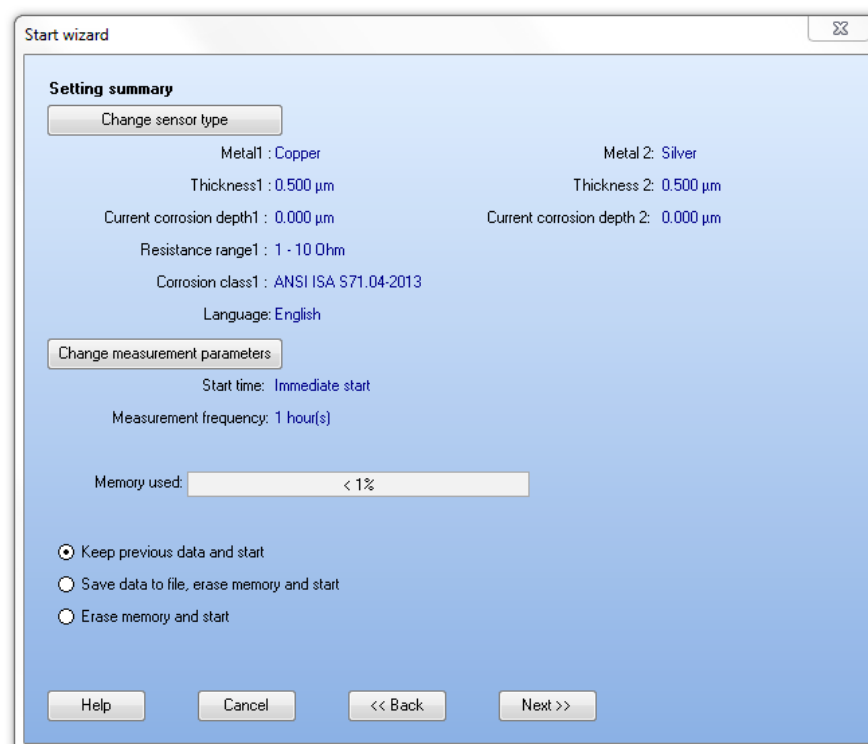 Start wizard
Setting summary
Change sensor type
Metal1 : Copper Metal 2: Silver
Thickness1 : 0.500 µm Thickness 2: 0.500 µm
Current corrosion depth1 : 0.000 µm Current corrosion depth 2: 0.000 µm
Resistance range1 : 1 - 10 Ohm
Corrosion class1 : ANSI ISA S71.04-2013
Language: English
Change measurement parameters
Start time: Immediate start
Measurement frequency: 1 hour(s)
Memory used: < 1%
Keep previous data and start
Save data to file, erase memory and start
Erase memory and start
Help Cancel << Back Next >>